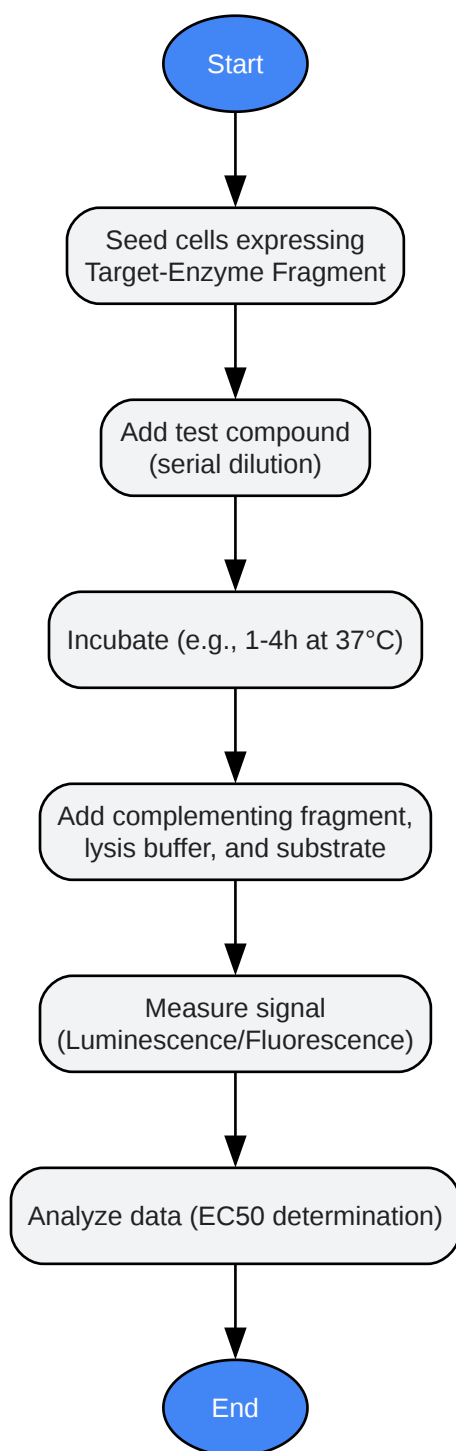 Start
Seed cells expressing
Target-Enzyme Fragment
Add test compound
(serial dilution)
Incubate (e.g., 1-4h at 37°C)
Add complementing fragment,
lysis buffer, and substrate
Measure signal
(Luminescence/Fluorescence)
Analyze data (EC50 determination)
End